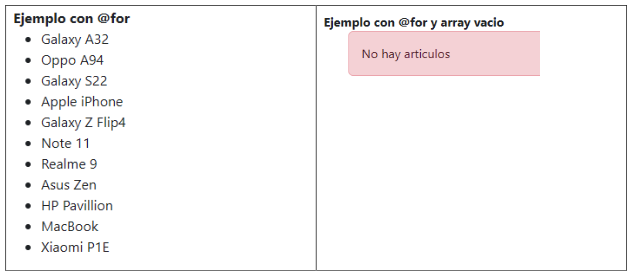 Ejemplo con @for
Galaxy A32
Oppo A94
Galaxy S22
Apple iPhone
Galaxy Z Flip4
Note 11
Realme 9
Asus Zen
HP Pavillion
MacBook
Xiaomi P1E
Ejemplo con @for y array vacio
No hay articulos